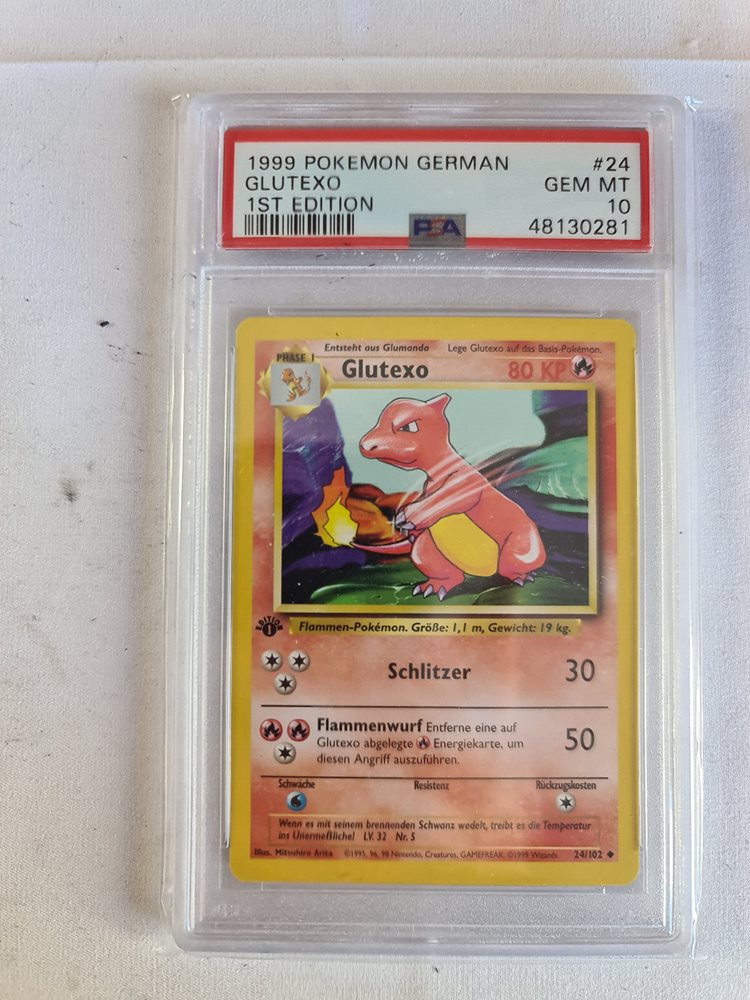 1999 POKEMON GERMAN #24
GLUTEXO GEM MT
1ST EDITION 10
PSA 48130281
Entsteht aus Glumanda Lege Glutexo auf das Basis-Pokémon.
PHASE 1
Glutexo 80 KP
EDITION 1
Flammen-Pokémon. Größe: 1,1 m, Gewicht: 19 kg.
Schlitzer 30
Flammenwurf Entferne eine auf
Glutexo abgelegte Energiekarte, um
diesen Angriff auszuführen.
50
Schwäche Resistenz Rückzugskosten
Wenn es mit seinem brennenden Schwanz wedelt, treibt es die Temperatur
ins Unermeßliche! LV. 32 Nr. 5
Illus. Mitsuhiro Arita ©1995, 96, 98 Nintendo, Creatures, GAMEFREAK. ©1999 Wizards. 24/102